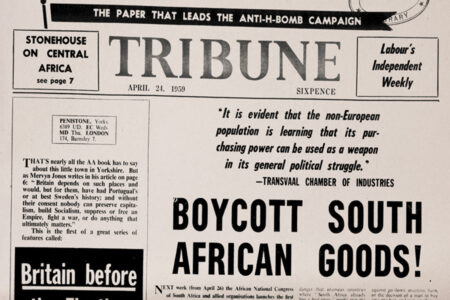 THE PAPER THAT LEADS THE ANTI-H-BOMB CAMPAIGN
RARY
STONEHOUSE
ON CENTRAL
AFRICA
see page 7
TRIBUNE
APRIL 24, 1959
SIXPENCE
Labour's
Independent
Weekly
PENISTONE, Yorks.
6509 UD. EC Weds.
MD Thu. LONDON
174, Barnsley 7.
THAT'S nearly all the AA book has to say
about this little town in Yorkshire. But
as Mervyn Jones writes in his article on page
6: "Britain depends on such places and
would, but for them, have had Portugal's
or at best Sweden's history; and without
their consent nobody can preserve capita-
lism, build Socialism, suppress or free an
Empire, fight a war, or do anything that
ultimately matters."
This is the first of a great series of
features called:
Britain before
"It is evident that the non-European
population is learning that its pur-
chasing power can be used as a weapon
in its general political struggle."
—TRANSVAAL CHAMBER OF INDUSTRIES
BOYCOTT SOUTH
AFRICAN GOODS!
NEXT week (from April 26) the African National Congress
of South Africa and allied organisations launches the first